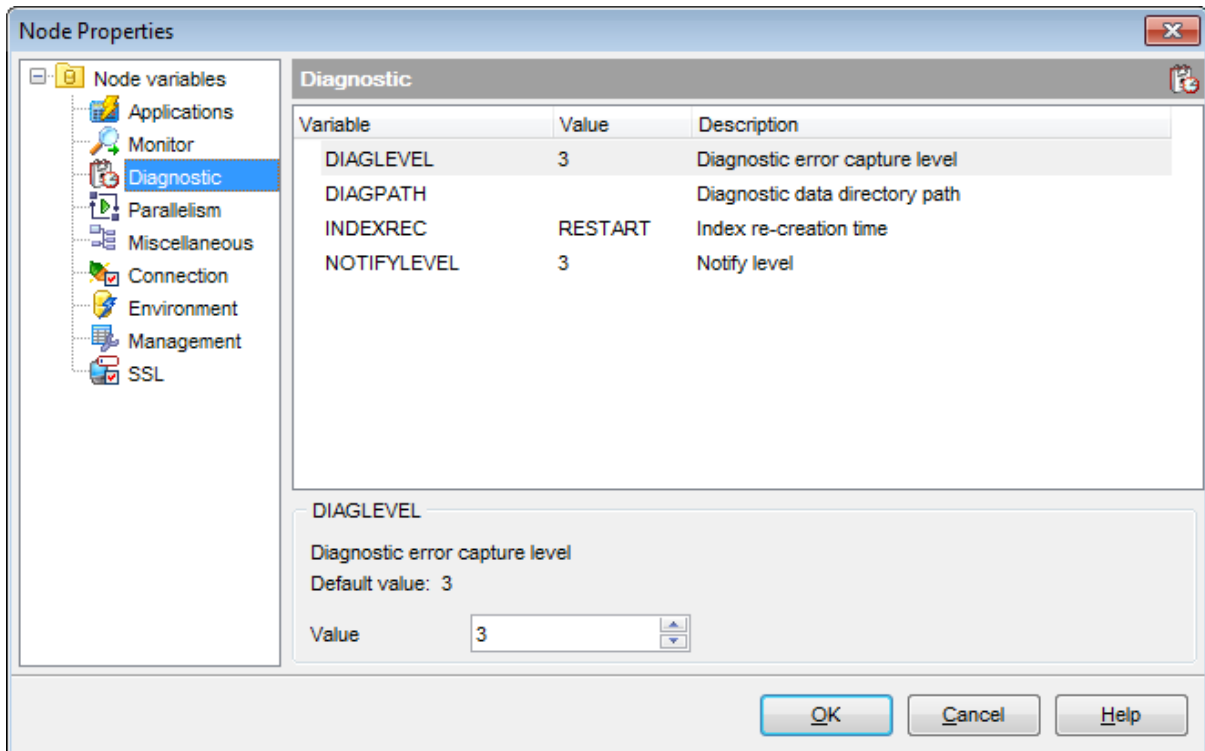 Node Properties
Node variables
Applications
Monitor
Diagnostic
Parallelism
Miscellaneous
Connection
Environment
Management
SSL
Diagnostic
Variable Value Description
DIAGLEVEL 3 Diagnostic error capture level
DIAGPATH Diagnostic data directory path
INDEXREC RESTART Index re-creation time
NOTIFYLEVEL 3 Notify level
DIAGLEVEL
Diagnostic error capture level
Default value: 3
Value 3
OK Cancel Help